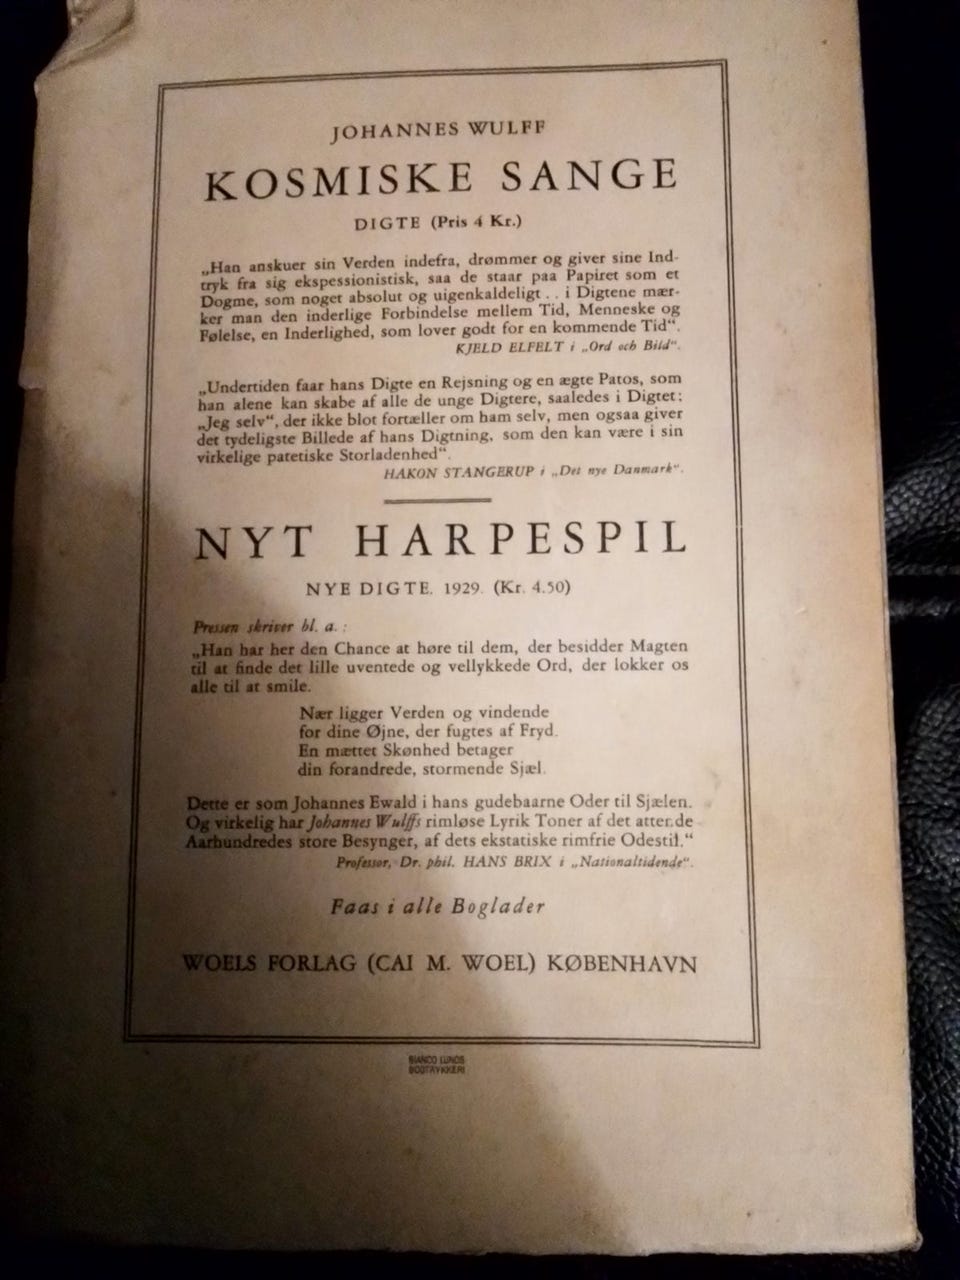 JOHANNES WULFF
KOSMISKE SANGE
DIGTE (Pris 4 Kr.)
„Han anskuer sin Verden indefra, drømmer og giver sine Ind-
tryk fra sig ekspessionistisk, saa de staar paa Papiret som et
Dogme, som noget absolut og uigenkaldeligt . . i Digtene mær-
ker man den inderlige Forbindelse mellem Tid, Menneske og
Følelse, en Inderlighed, som lover godt for en kommende Tid“.
KJELD ELFELT i „Ord och Bild“.
„Undertiden faar hans Digte en Rejsning og en ægte Patos, som
han alene kan skabe af alle de unge Digtere, saaledes i Digtet:
„Jeg selv“, der ikke blot fortæller om ham selv, men ogsaa giver
det tydeligste Billede af hans Digtning, som den kan være i sin
virkelige patetiske Storladenhed“.
HAKON STANGERUP i „Det nye Danmark“.
NYT HARPESPIL
NYE DIGTE. 1929. (Kr. 4.50)
Pressen skriver bl. a. :
„Han har her den Chance at høre til dem, der besidder Magten
til at finde det lille uventede og vellykkede Ord, der lokker os
alle til at smile.
Nær ligger Verden og vindende
for dine Øjne, der fugtes af Fryd.
En mættet Skønhed betager
din forandrede, stormende Sjæl.
Dette er som Johannes Ewald i hans gudebaarne Oder til Sjælen.
Og virkelig har Johannes Wulffs rimløse Lyrik Toner af det attende
Aarhundredes store Besynger, af dets ekstatiske rimfrie Odestil.“
Professor, Dr. phil. HANS BRIX i „Nationaltidende“.
Faas i alle Boglader
WOELS FORLAG (CAI M. WOEL) KØBENHAVN
BIANCO LUNOS
BOGTRYKKERI